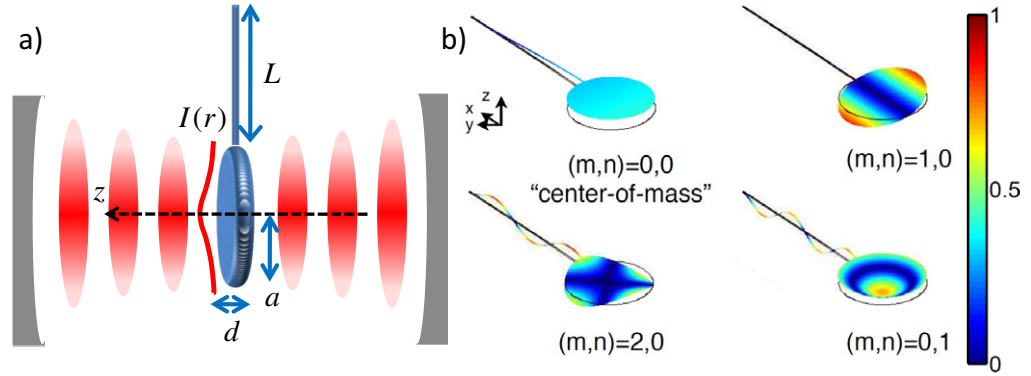 a)
L
I(r)
z
a
d
b)
z
x
y
(m,n)=0,0
"center-of-mass"
(m,n)=1,0
(m,n)=2,0
(m,n)=0,1
1
0.5
0